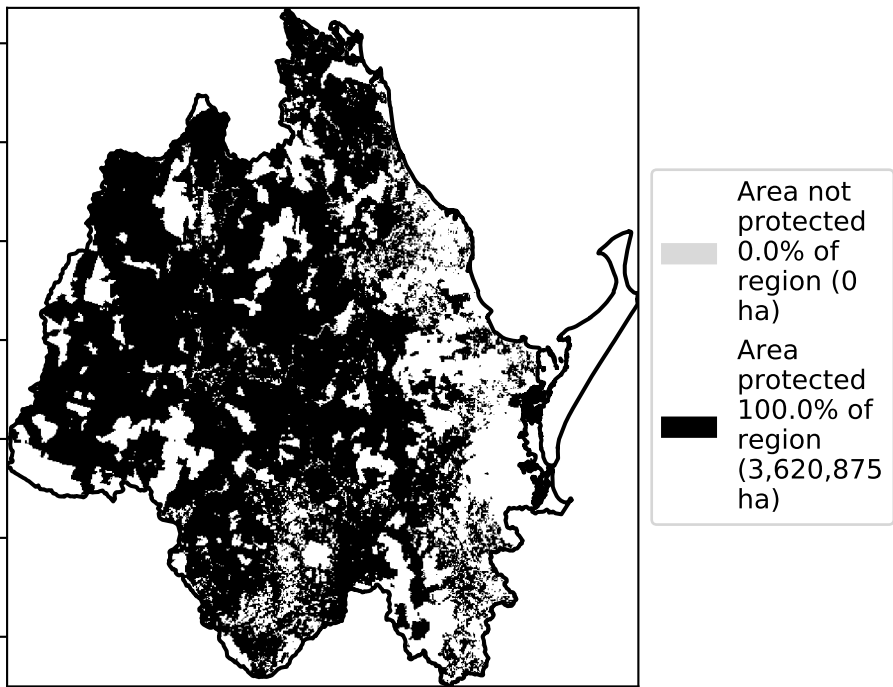 Area not
protected
0.0% of
region (0
ha)
Area
protected
100.0% of
region
(3,620,875
ha)